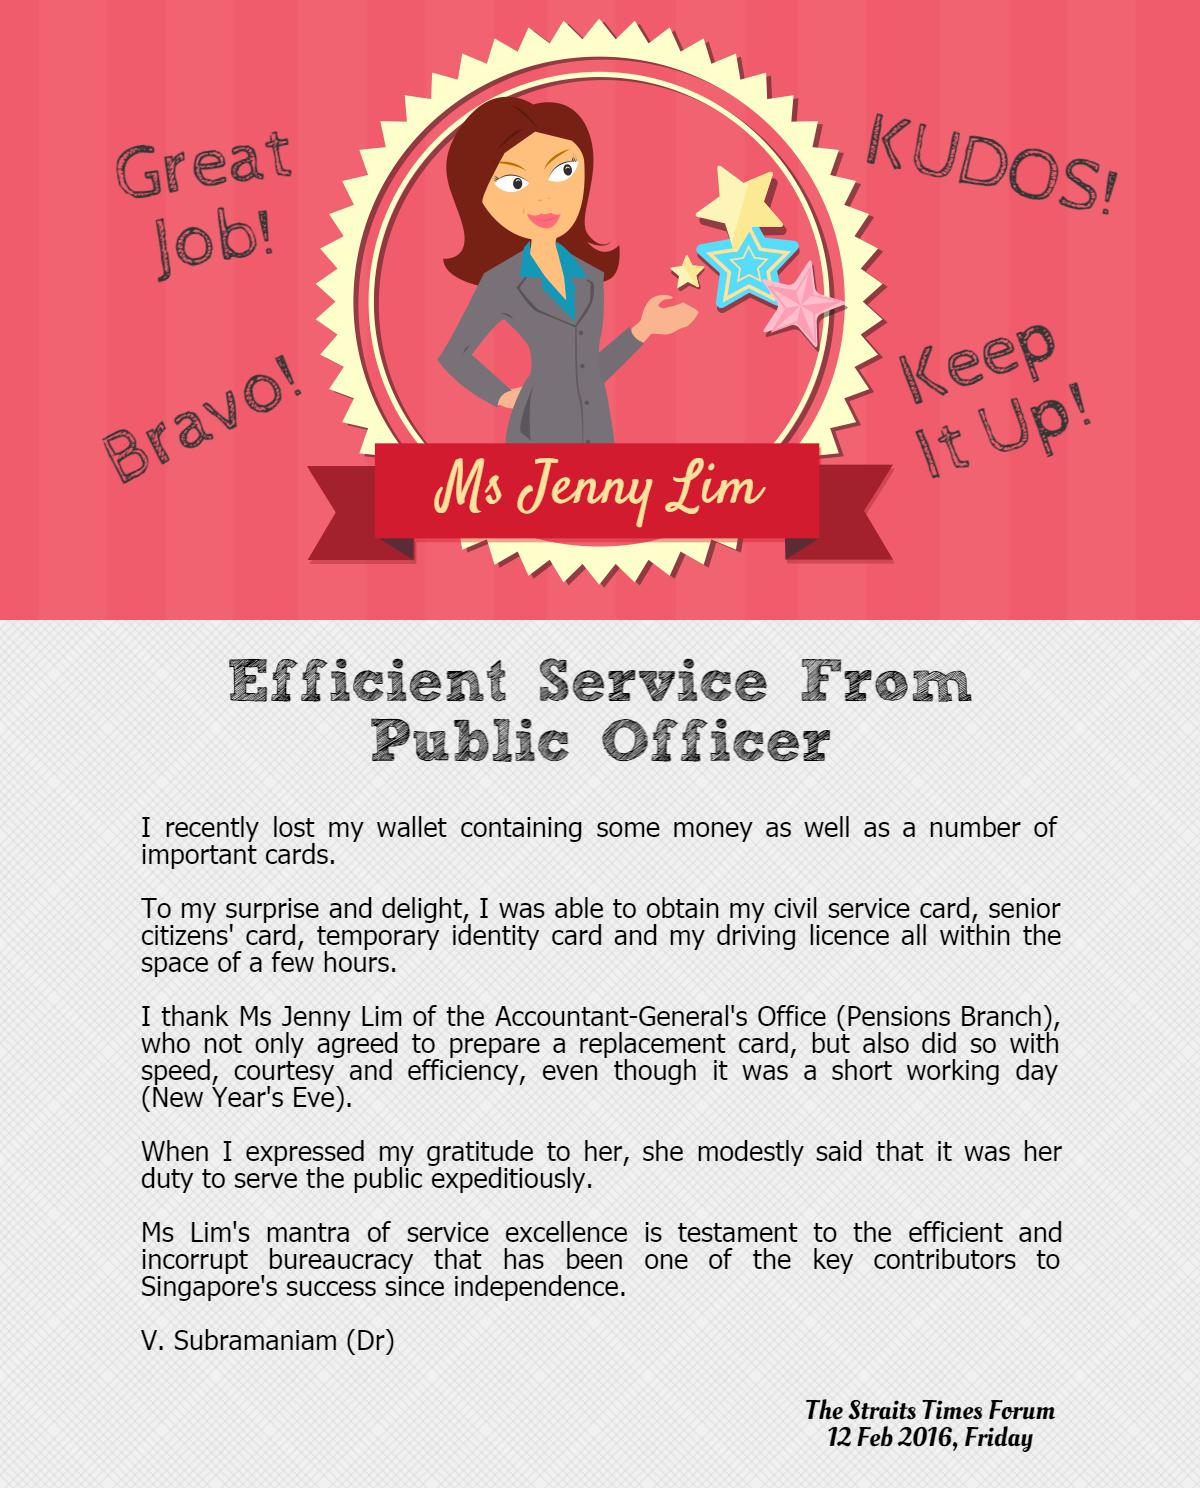 Great
Job!
KUDOS!
Bravo!
Keep
It Up!
Ms Jenny Lim
Efficient Service From
Public Officer
I recently lost my wallet containing some money as well as a number of
important cards.
To my surprise and delight, I was able to obtain my civil service card, senior
citizens' card, temporary identity card and my driving licence all within the
space of a few hours.
I thank Ms Jenny Lim of the Accountant-General's Office (Pensions Branch),
who not only agreed to prepare a replacement card, but also did so with
speed, courtesy and efficiency, even though it was a short working day
(New Year's Eve).
When I expressed my gratitude to her, she modestly said that it was her
duty to serve the public expeditiously.
Ms Lim's mantra of service excellence is testament to the efficient and
incorrupt bureaucracy that has been one of the key contributors to
Singapore's success since independence.
V. Subramaniam (Dr)
The Straits Times Forum
12 Feb 2016, Friday